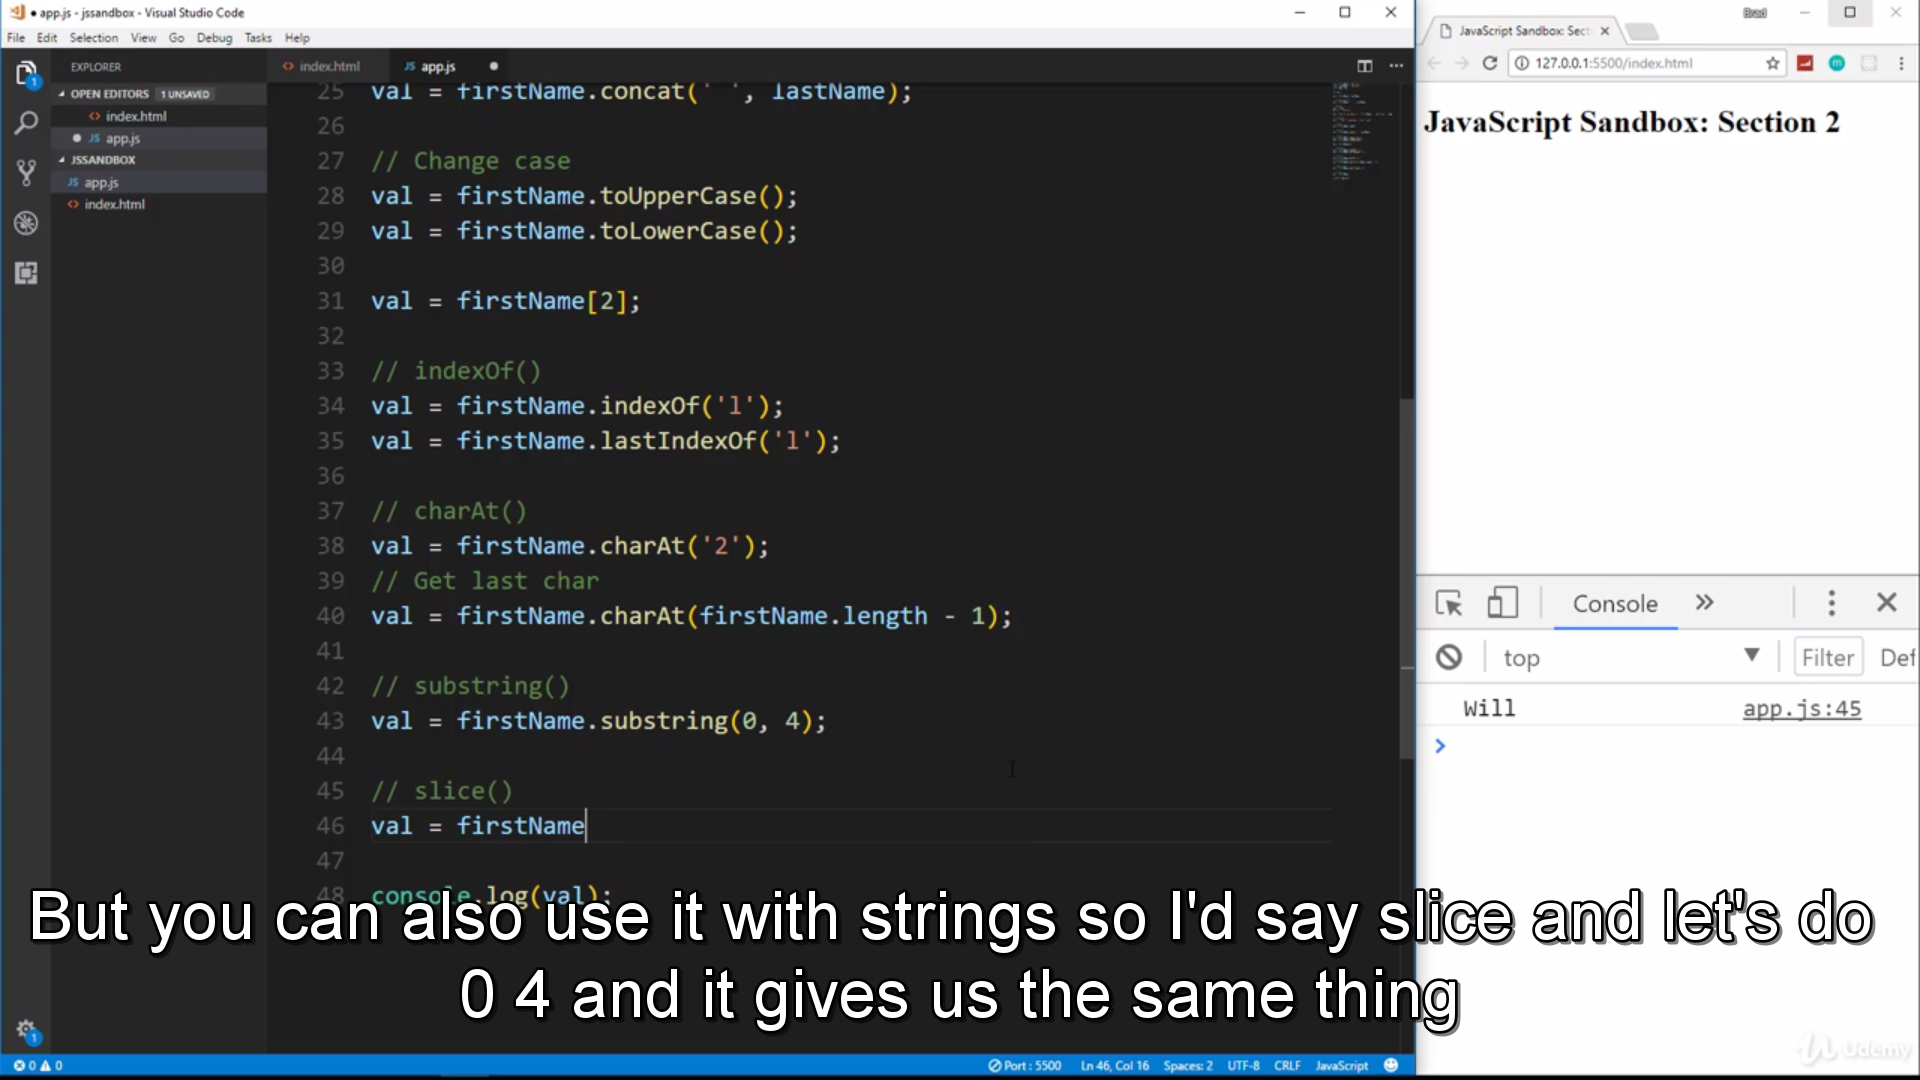 ● app.js - jssandbox - Visual Studio Code
File Edit Selection View Go Debug Tasks Help
EXPLORER
OPEN EDITORS 1 UNSAVED
index.html
JS app.js
JSSANDBOX
JS app.js
index.html
1
1
index.html JS app.js
25 val = firstName.concat(' ', lastName);
26
27 // Change case
28 val = firstName.toUpperCase();
29 val = firstName.toLowerCase();
30
31 val = firstName[2];
32
33 // indexOf()
34 val = firstName.indexOf('l');
35 val = firstName.lastIndexOf('l');
36
37 // charAt()
38 val = firstName.charAt('2');
39 // Get last char
40 val = firstName.charAt(firstName.length - 1);
41
42 // substring()
43 val = firstName.substring(0, 4);
44
45 // slice()
46 val = firstName
47
48 console.log(val);
0 0 Port : 5500 Ln 46, Col 16 Spaces: 2 UTF-8 CRLF JavaScript
Brad
JavaScript Sandbox: Sect
127.0.0.1:5500/index.html
JavaScript Sandbox: Section 2
Console »
top Filter Def
Will app.js:45
But you can also use it with strings so I'd say slice and let's do
0 4 and it gives us the same thing
Udemy